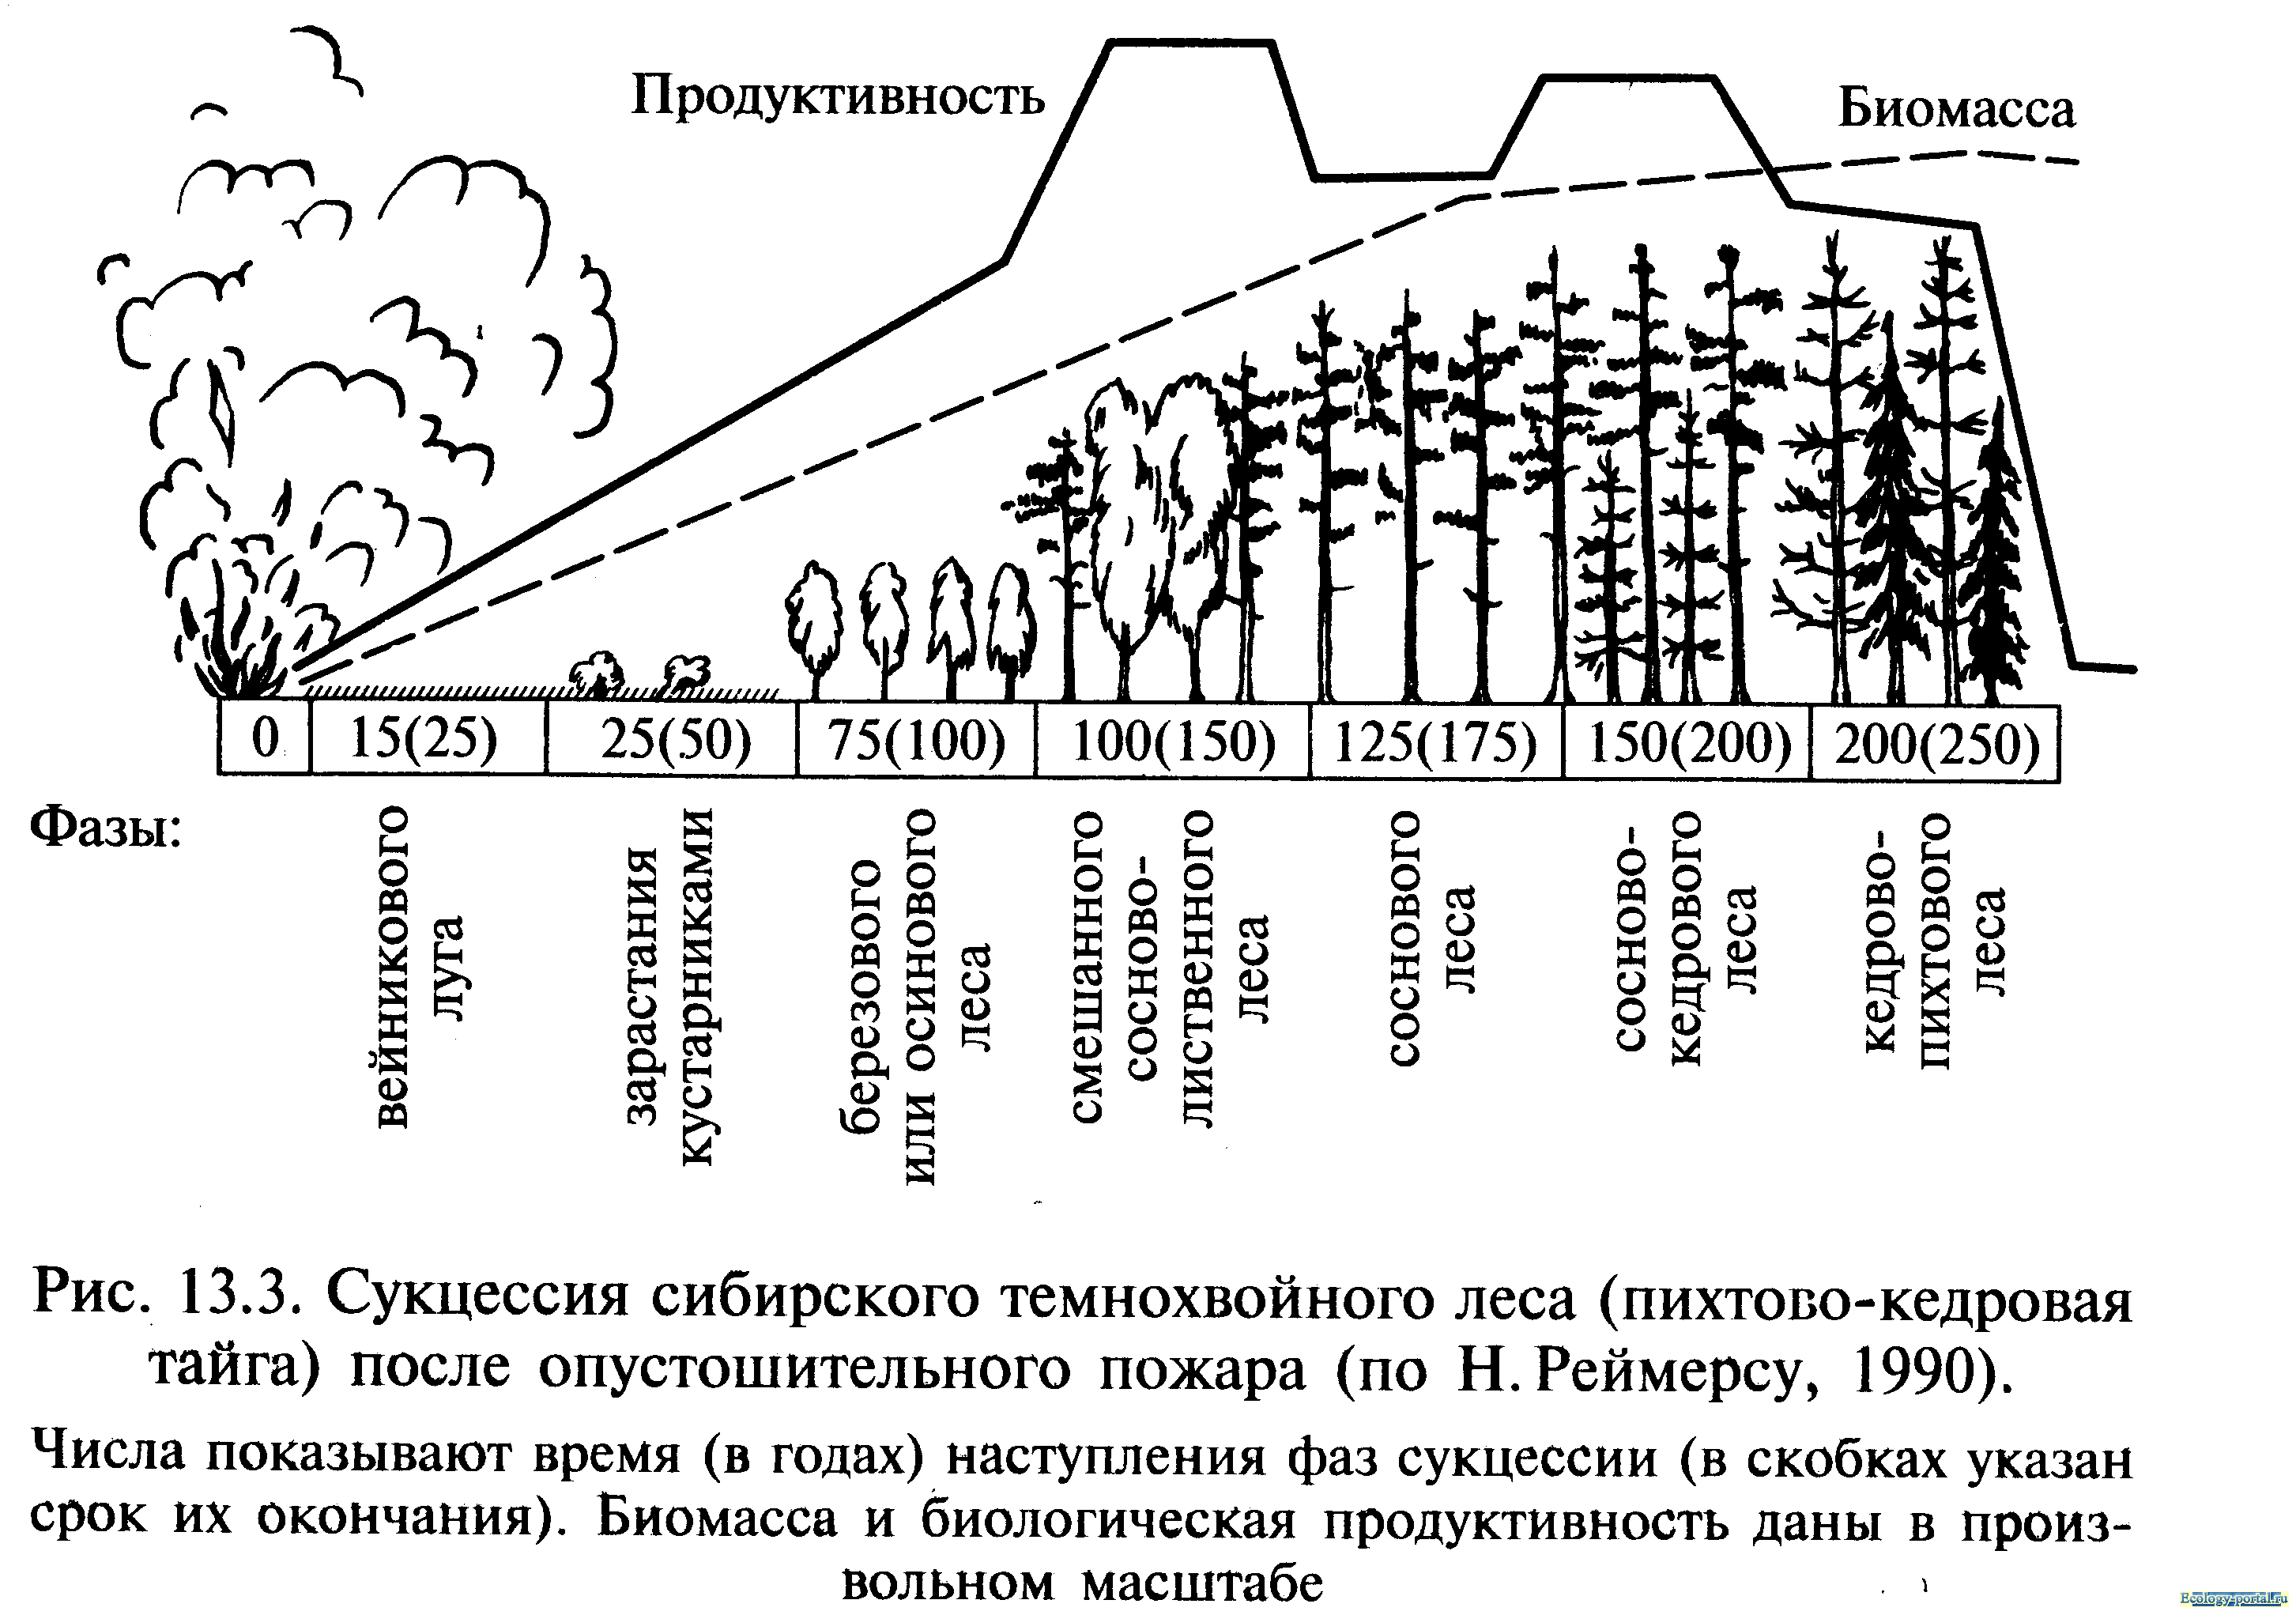 Продуктивность
Биомасса
0
15(25)
25(50)
75(100)
100(150)
125(175)
150(200)
200(250)
Фазы:
вейникового
луга
зарастания
кустарниками
березового
или осинового
леса
смешанного
сосново-
лиственного
леса
соснового
леса
сосново-
кедрового
леса
кедрово-
пихтового
леса
Рис. 13.3. Сукцессия сибирского темнохвойного леса (пихтово-кедровая
тайга) после опустошительного пожара (по Н. Реймерсу, 1990).
Числа показывают время (в годах) наступления фаз сукцессии (в скобках указан
срок их окончания). Биомасса и биологическая продуктивность даны в произ-
вольном масштабе
Ecology-portal.ru